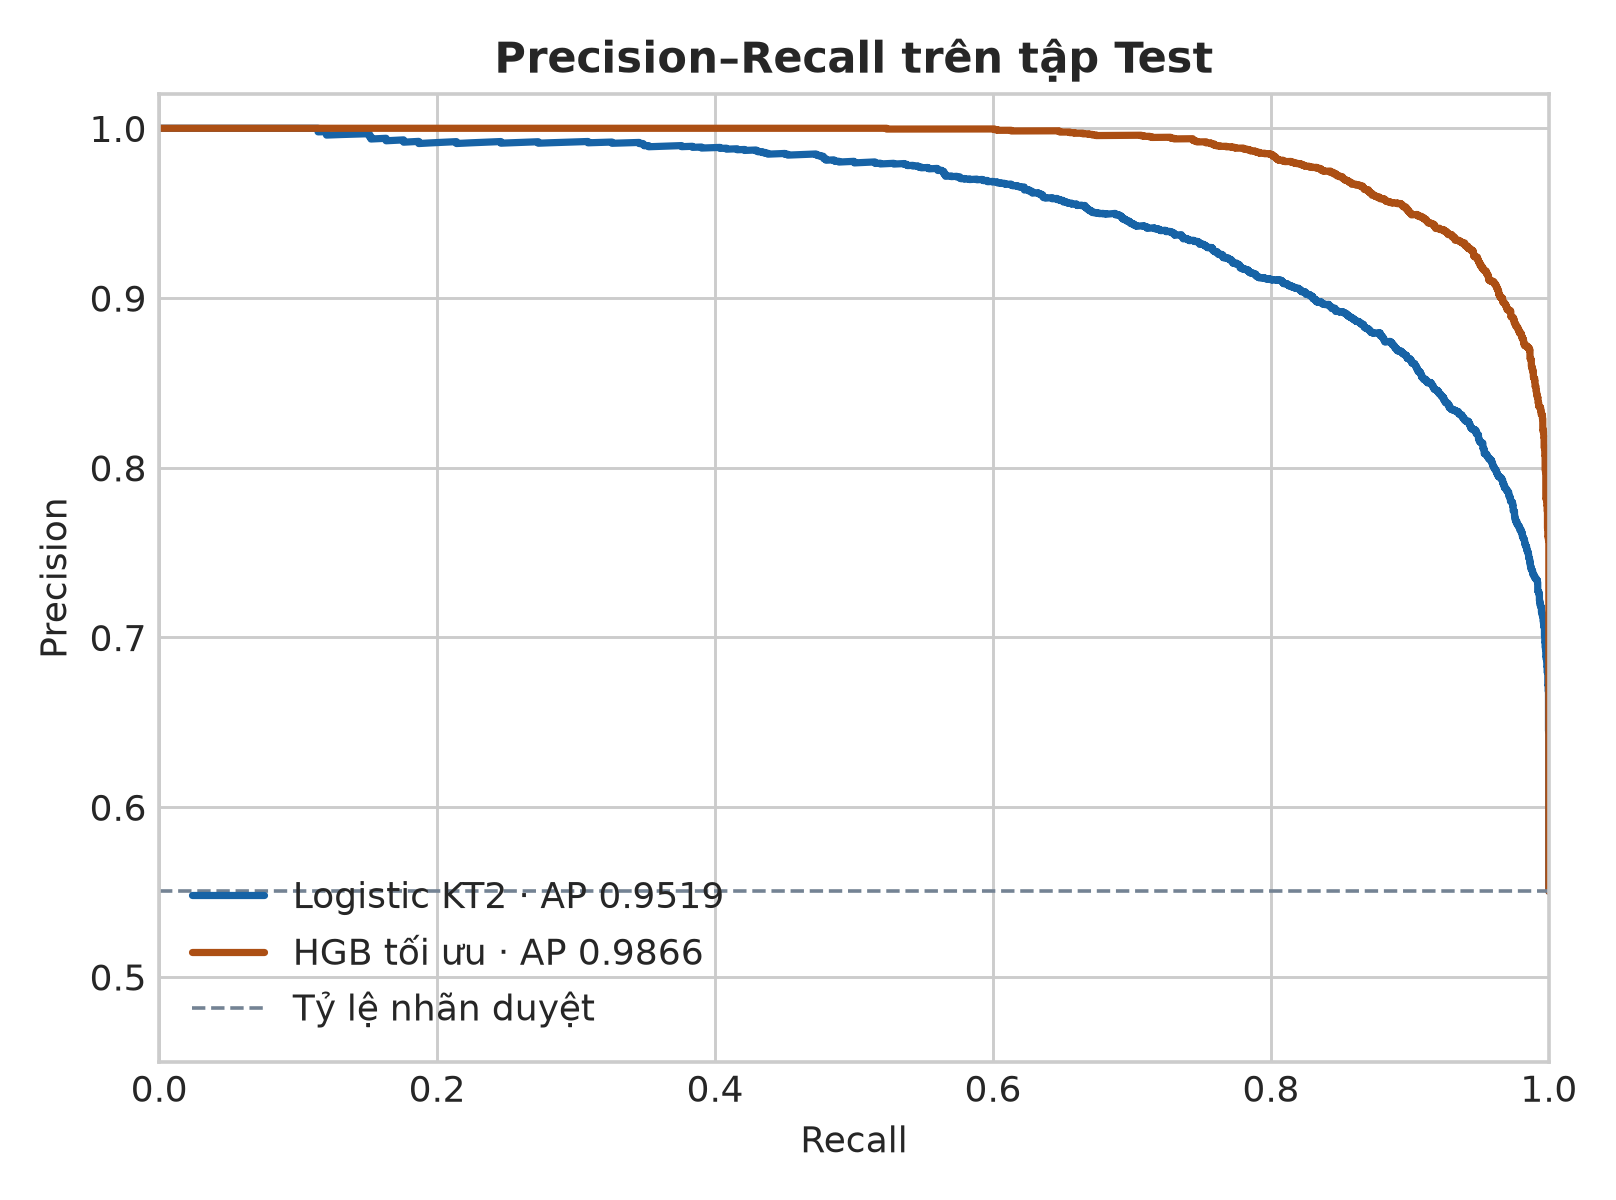 Precision–Recall trên tập Test
1.0
0.9
0.8
0.7
0.6
0.5
Precision
Logistic KT2 · AP 0.9519
HGB tối ưu · AP 0.9866
Tỷ lệ nhãn duyệt
0.0 0.2 0.4 0.6 0.8 1.0
Recall